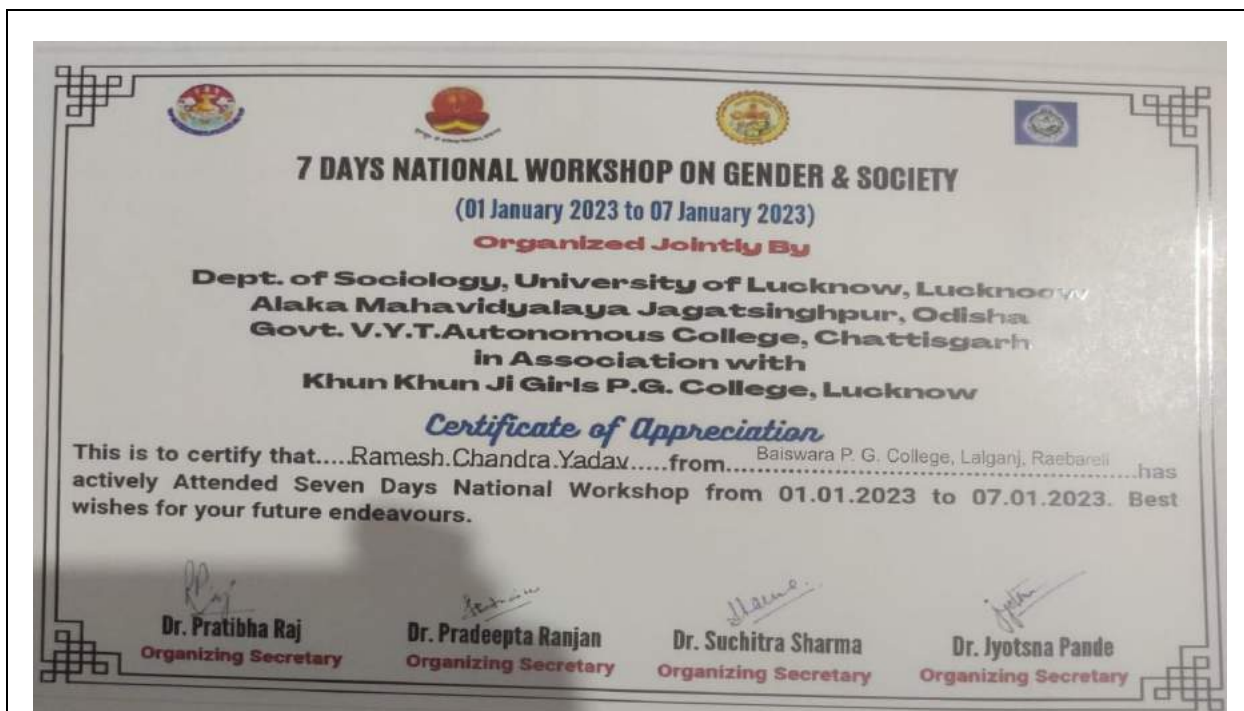 7 DAYS NATIONAL WORKSHOP ON GENDER & SOCIETY
(01 January 2023 to 07 January 2023)
Organized Jointly By
Dept. of Sociology, University of Lucknow, Lucknoow
Alaka Mahavidyalaya Jagatsinghpur, Odisha
Govt. V.Y.T.Autonomous College, Chattisgarh
in Association with
Khun Khun Ji Girls P.G. College, Lucknow
Certificate of Appreciation
This is to certify that.....Ramesh.Chandra.Yadav.....from....Baiswara P. G. College, Lalganj, Raebareli....has
actively Attended Seven Days National Workshop from 01.01.2023 to 07.01.2023. Best
wishes for your future endeavours.
Dr. Pratibha Raj Dr. Pradeepta Ranjan Dr. Suchitra Sharma Dr. Jyotsna Pande
Organizing Secretary Organizing Secretary Organizing Secretary Organizing Secretary